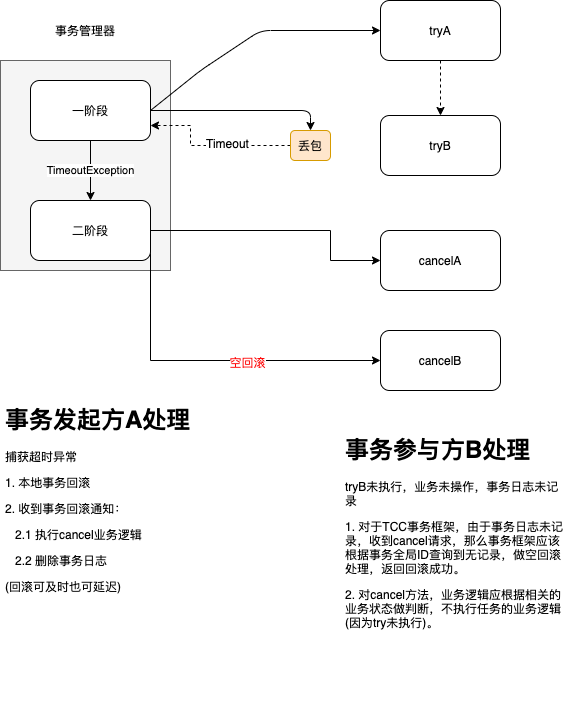 事务管理器
tryA
一阶段
Timeout
丢包
tryB
TimeoutException
二阶段
cancelA
空回滚
cancelB
事务发起方A处理
捕获超时异常
1. 本地事务回滚
2. 收到事务回滚通知：
2.1 执行cancel业务逻辑
2.2 删除事务日志
(回滚可及时也可延迟)
事务参与方B处理
tryB未执行，业务未操作，事务日志未记
录
1. 对于TCC事务框架，由于事务日志未记
录，收到cancel请求，那么事务框架应该
根据事务全局ID查询到无记录，做空回滚
处理，返回回滚成功。
2. 对cancel方法，业务逻辑应根据相关的
业务状态做判断，不执行任务的业务逻辑
(因为try未执行)。